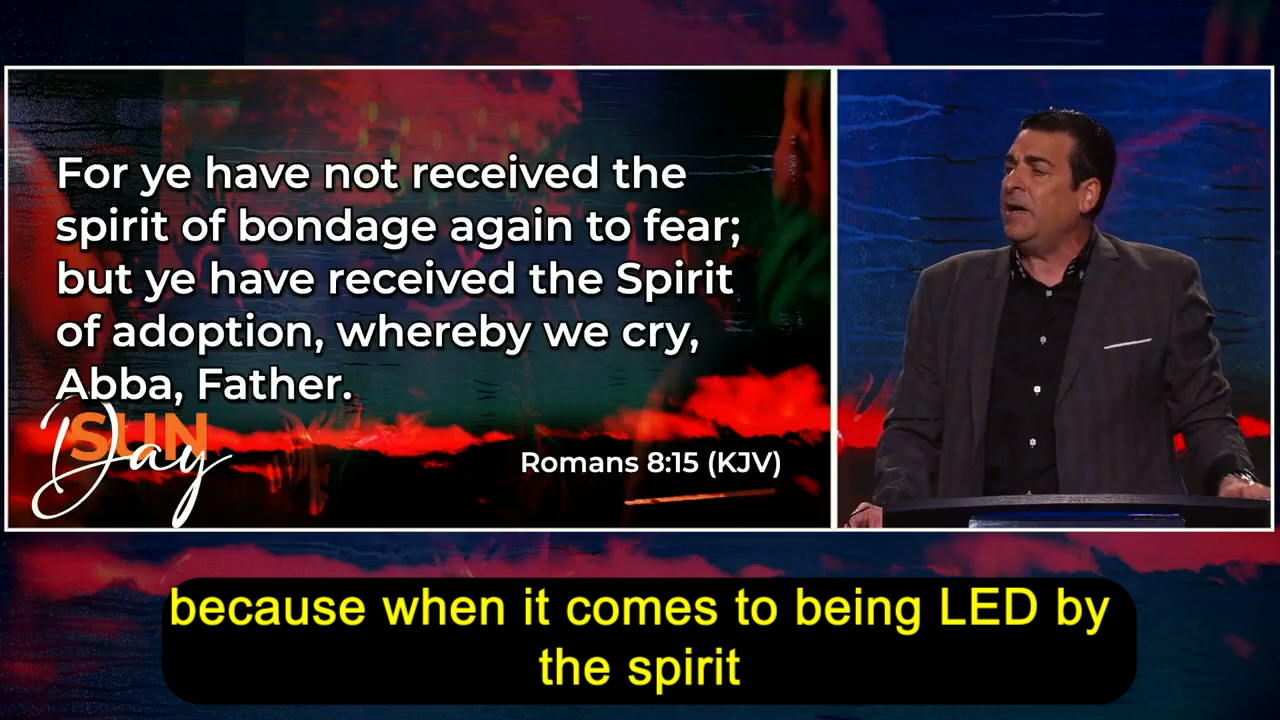 For ye have not received the
spirit of bondage again to fear;
but ye have received the Spirit
of adoption, whereby we cry,
Abba, Father.
SUN
Day
Romans 8:15 (KJV)
because when it comes to being LED by
the spirit